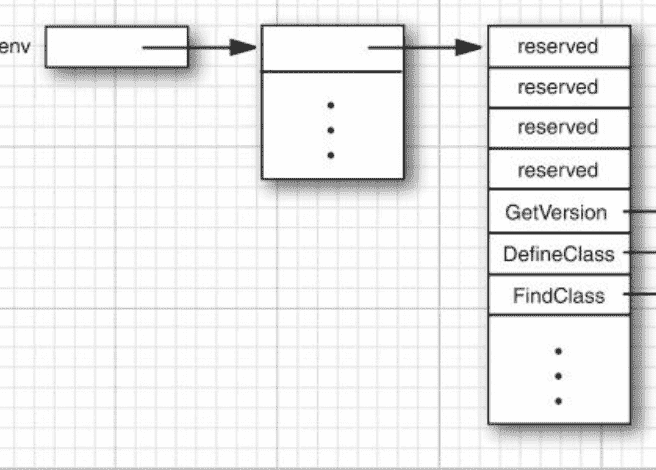 env
reserved
reserved
reserved
reserved
GetVersion
DefineClass
FindClass